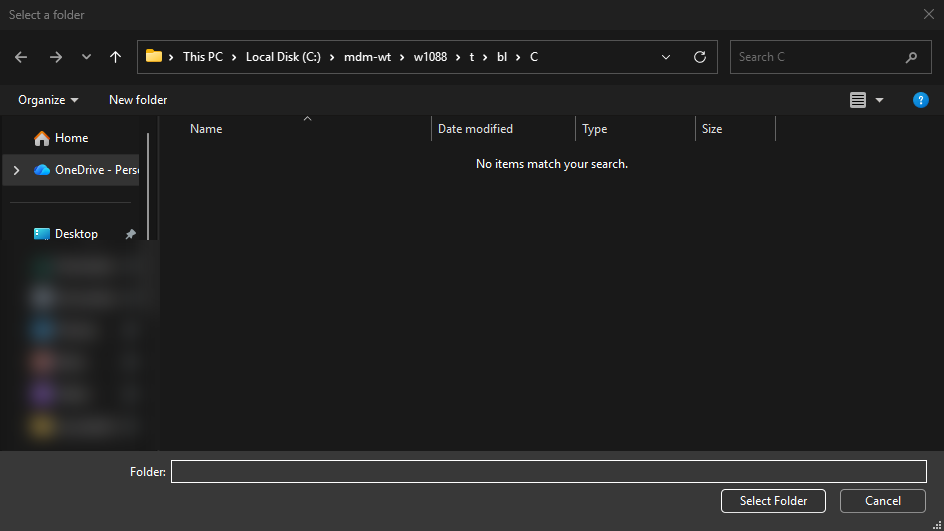 Select a folder
This PC Local Disk (C:) mdm-wt w1088 t bl C
Search C
Organize New folder
?
Name Date modified Type Size
Home
No items match your search.
OneDrive - Pers
Desktop
Folder:
Select Folder Cancel